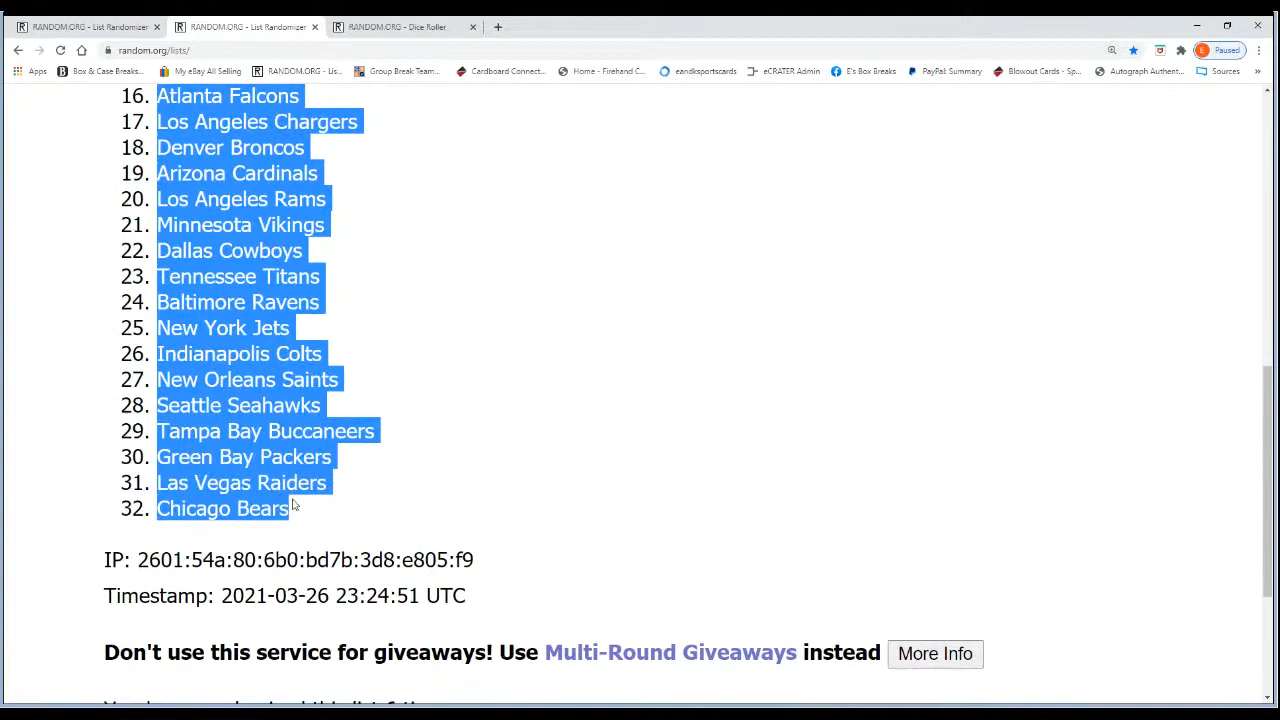 RANDOM.ORG - List Randomizer
RANDOM.ORG - List Randomizer
RANDOM.ORG - Dice Roller
random.org/lists/
E Paused
Apps
Box & Case Breaks...
My eBay All Selling
RANDOM.ORG - Lis...
Group Break Team...
Cardboard Connect...
Home - Firehand C...
eandksportscards
eCRATER Admin
E's Box Breaks
PayPal: Summary
Blowout Cards - Sp...
Autograph Authent...
Sources
16. Atlanta Falcons
17. Los Angeles Chargers
18. Denver Broncos
19. Arizona Cardinals
20. Los Angeles Rams
21. Minnesota Vikings
22. Dallas Cowboys
23. Tennessee Titans
24. Baltimore Ravens
25. New York Jets
26. Indianapolis Colts
27. New Orleans Saints
28. Seattle Seahawks
29. Tampa Bay Buccaneers
30. Green Bay Packers
31. Las Vegas Raiders
32. Chicago Bears
IP: 2601:54a:80:6b0:bd7b:3d8:e805:f9
Timestamp: 2021-03-26 23:24:51 UTC
Don't use this service for giveaways! Use Multi-Round Giveaways instead More Info